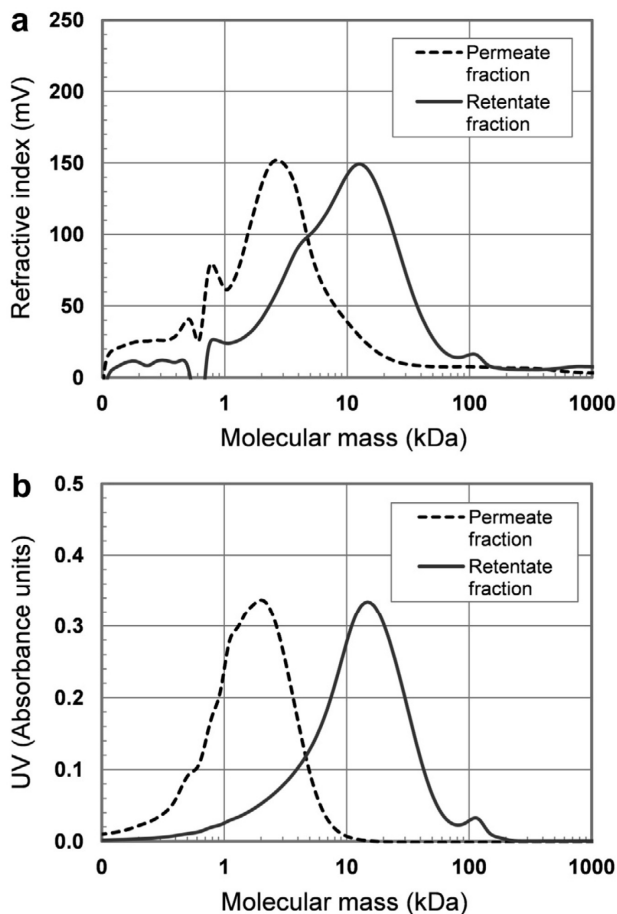 a
250
200
150
100
50
0
Refractive index (mV)
Permeate
fraction
Retentate
fraction
0
1
10
100
1000
Molecular mass (kDa)
b
0.5
0.4
0.3
0.2
0.1
0.0
UV (Absorbance units)
Permeate
fraction
Retentate
fraction
0
1
10
100
1000
Molecular mass (kDa)